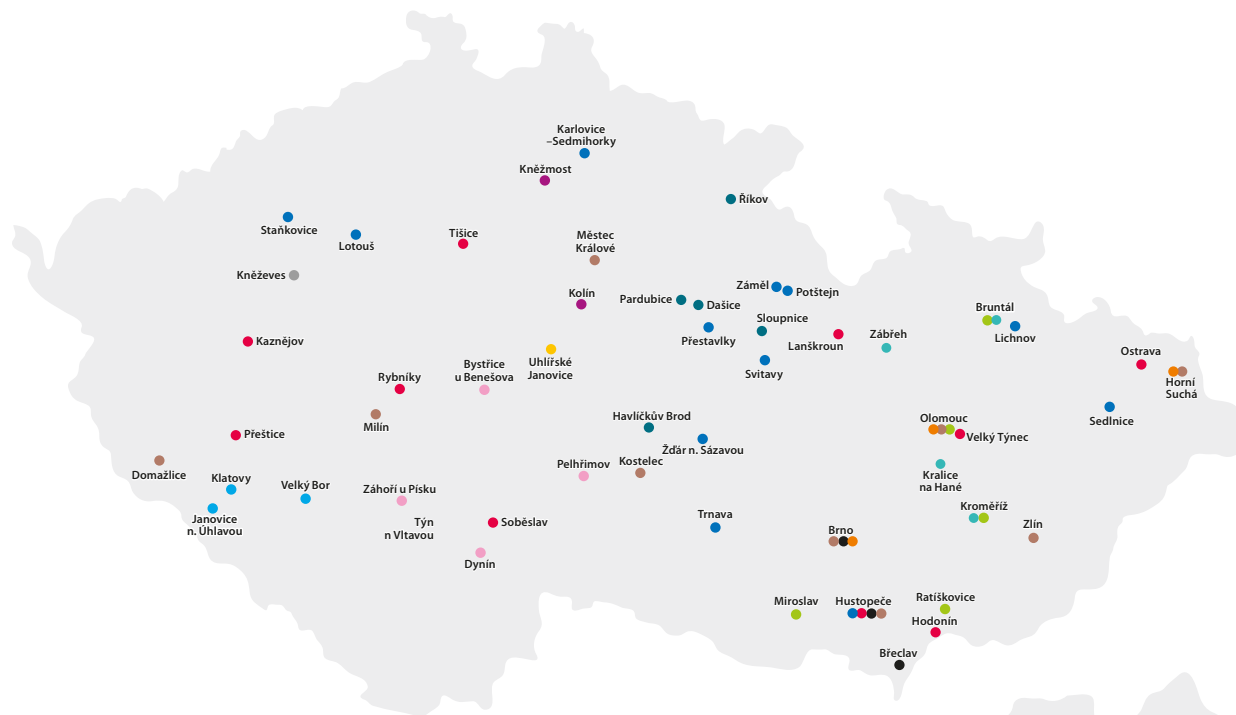 Karlovice
–Sedmihorky
Kněžmost
Říkov
Staňkovice
Lotouš
Tišice
Městec
Králové
Kněževes
Kolín
Pardubice
Dašice
Záměl
Potštejn
Sloupnice
Přestavlky
Lanškroun
Zábřeh
Bruntál
Lichnov
Kaznějov
Uhlířské
Janovice
Bystřice
u Benešova
Rybníky
Svitavy
Ostrava
Horní
Suchá
Milín
Sedlnice
Havlíčkův Brod
Olomouc
Velký Týnec
Přeštice
Žďár n. Sázavou
Domažlice
Klatovy
Velký Bor
Záhoří u Písku
Pelhřimov
Kostelec
Kralice
na Hané
Janovice
n. Úhlavou
Týn
n Vltavou
Soběslav
Trnava
Brno
Kroměříž
Zlín
Dynín
Miroslav
Hustopeče
Ratíškovice
Hodonín
Břeclav